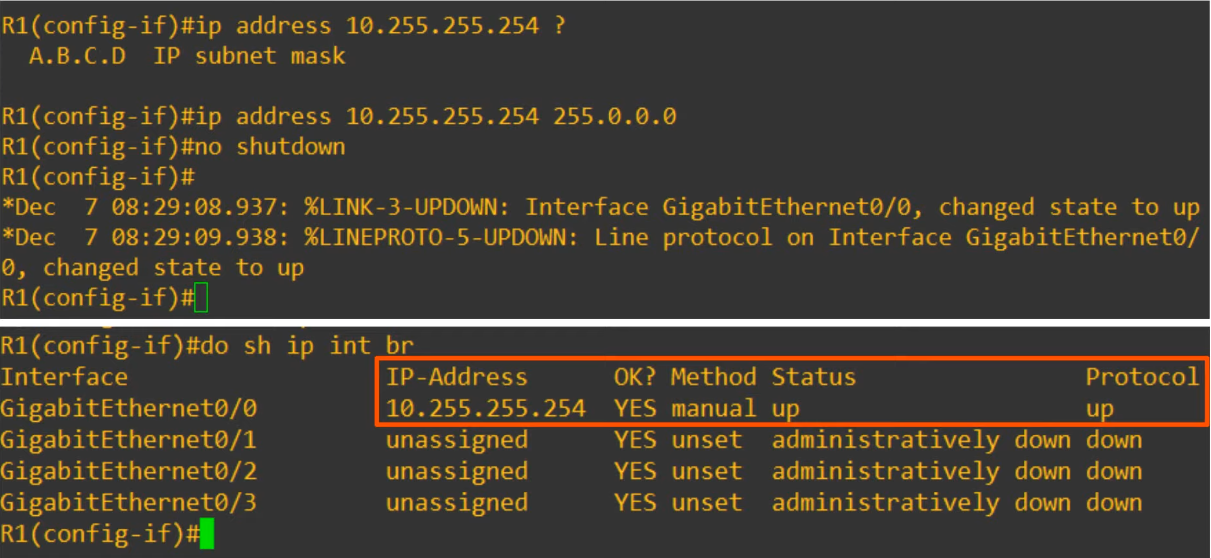 R1(config-if)#ip address 10.255.255.254 ?
  A.B.C.D  IP subnet mask

R1(config-if)#ip address 10.255.255.254 255.0.0.0
R1(config-if)#no shutdown
R1(config-if)#
*Dec  7 08:29:08.937: %LINK-3-UPDOWN: Interface GigabitEthernet0/0, changed state to up
*Dec  7 08:29:09.938: %LINEPROTO-5-UPDOWN: Line protocol on Interface GigabitEthernet0/
0, changed state to up
R1(config-if)#
R1(config-if)#do sh ip int br
Interface                  IP-Address      OK? Method Status                Protocol
GigabitEthernet0/0         10.255.255.254  YES manual up                    up
GigabitEthernet0/1         unassigned      YES unset  administratively down down
GigabitEthernet0/2         unassigned      YES unset  administratively down down
GigabitEthernet0/3         unassigned      YES unset  administratively down down
R1(config-if)#